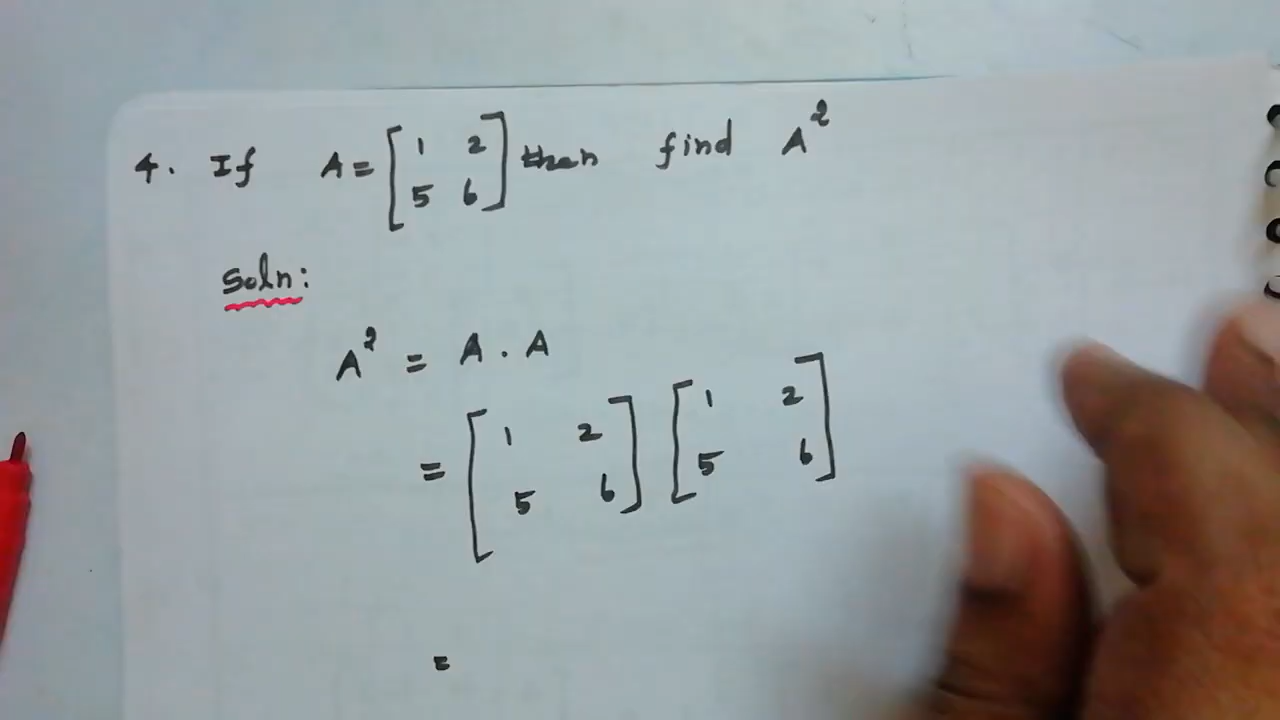 4. If A = [ 1 2 ] then find A²
[ 5 6 ]
Soln:
A² = A . A
= [ 1 2 ] [ 1 2 ]
[ 5 6 ] [ 5 6 ]
=